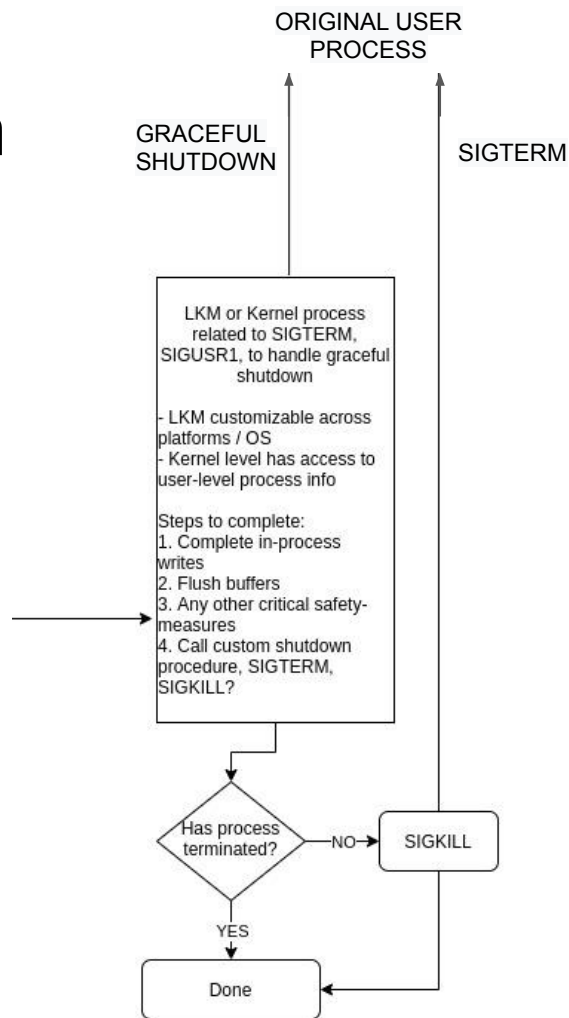 ORIGINAL USER
PROCESS
GRACEFUL
SHUTDOWN
SIGTERM
LKM or Kernel process
related to SIGTERM,
SIGUSR1, to handle graceful
shutdown
- LKM customizable across
platforms / OS
- Kernel level has access to
user-level process info
Steps to complete:
1. Complete in-process
writes
2. Flush buffers
3. Any other critical safety-
measures
4. Call custom shutdown
procedure, SIGTERM,
SIGKILL?
Has process
terminated?
NO
SIGKILL
YES
Done